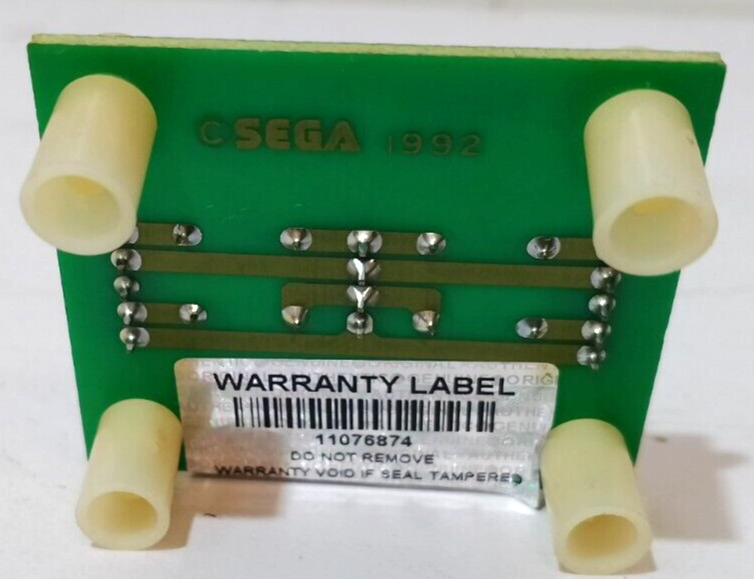 C SEGA 1992
WARRANTY LABEL
11076874
DO NOT REMOVE
WARRANTY VOID IF SEAL TAMPERED